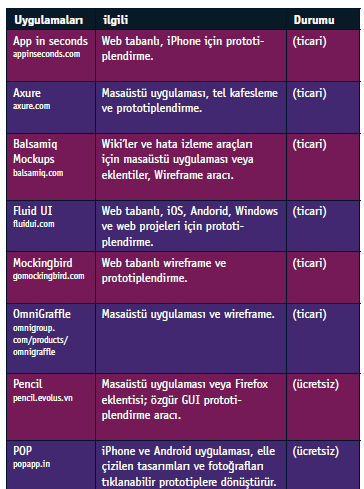 Uygulamaları ilgili Durumu
App in seconds Web tabanlı, iPhone için prototi- (ticari)
appinseconds.com plendirme.
Axure Masaüstü uygulaması, tel kafesleme (ticari)
axure.com ve prototiplendirme.
Balsamiq Wiki'ler ve hata izleme araçları (ticari)
Mockups için masaüstü uygulaması veya
balsamiq.com eklentiler, Wireframe aracı.
Fluid UI Web tabanlı, iOS, Andorid, Windows (ticari)
fluidui.com ve web projeleri için prototi-
plendirme.
Mockingbird Web tabanlı wireframe ve (ticari)
gomockingbird.com prototiplendirme.
OmniGraffle Masaüstü uygulaması ve wireframe. (ticari)
omnigroup.
com/products/
omnigraffle
Pencil Masaüstü uygulaması veya Firefox (ücretsiz)
pencil.evolus.vn eklentisi; özgür GUI prototi-
plendirme aracı.
POP iPhone ve Android uygulaması, elle (ücretsiz)
popapp.in çizilen tasarımları ve fotoğrafları
tıklanabilir prototiplere dönüştürür.